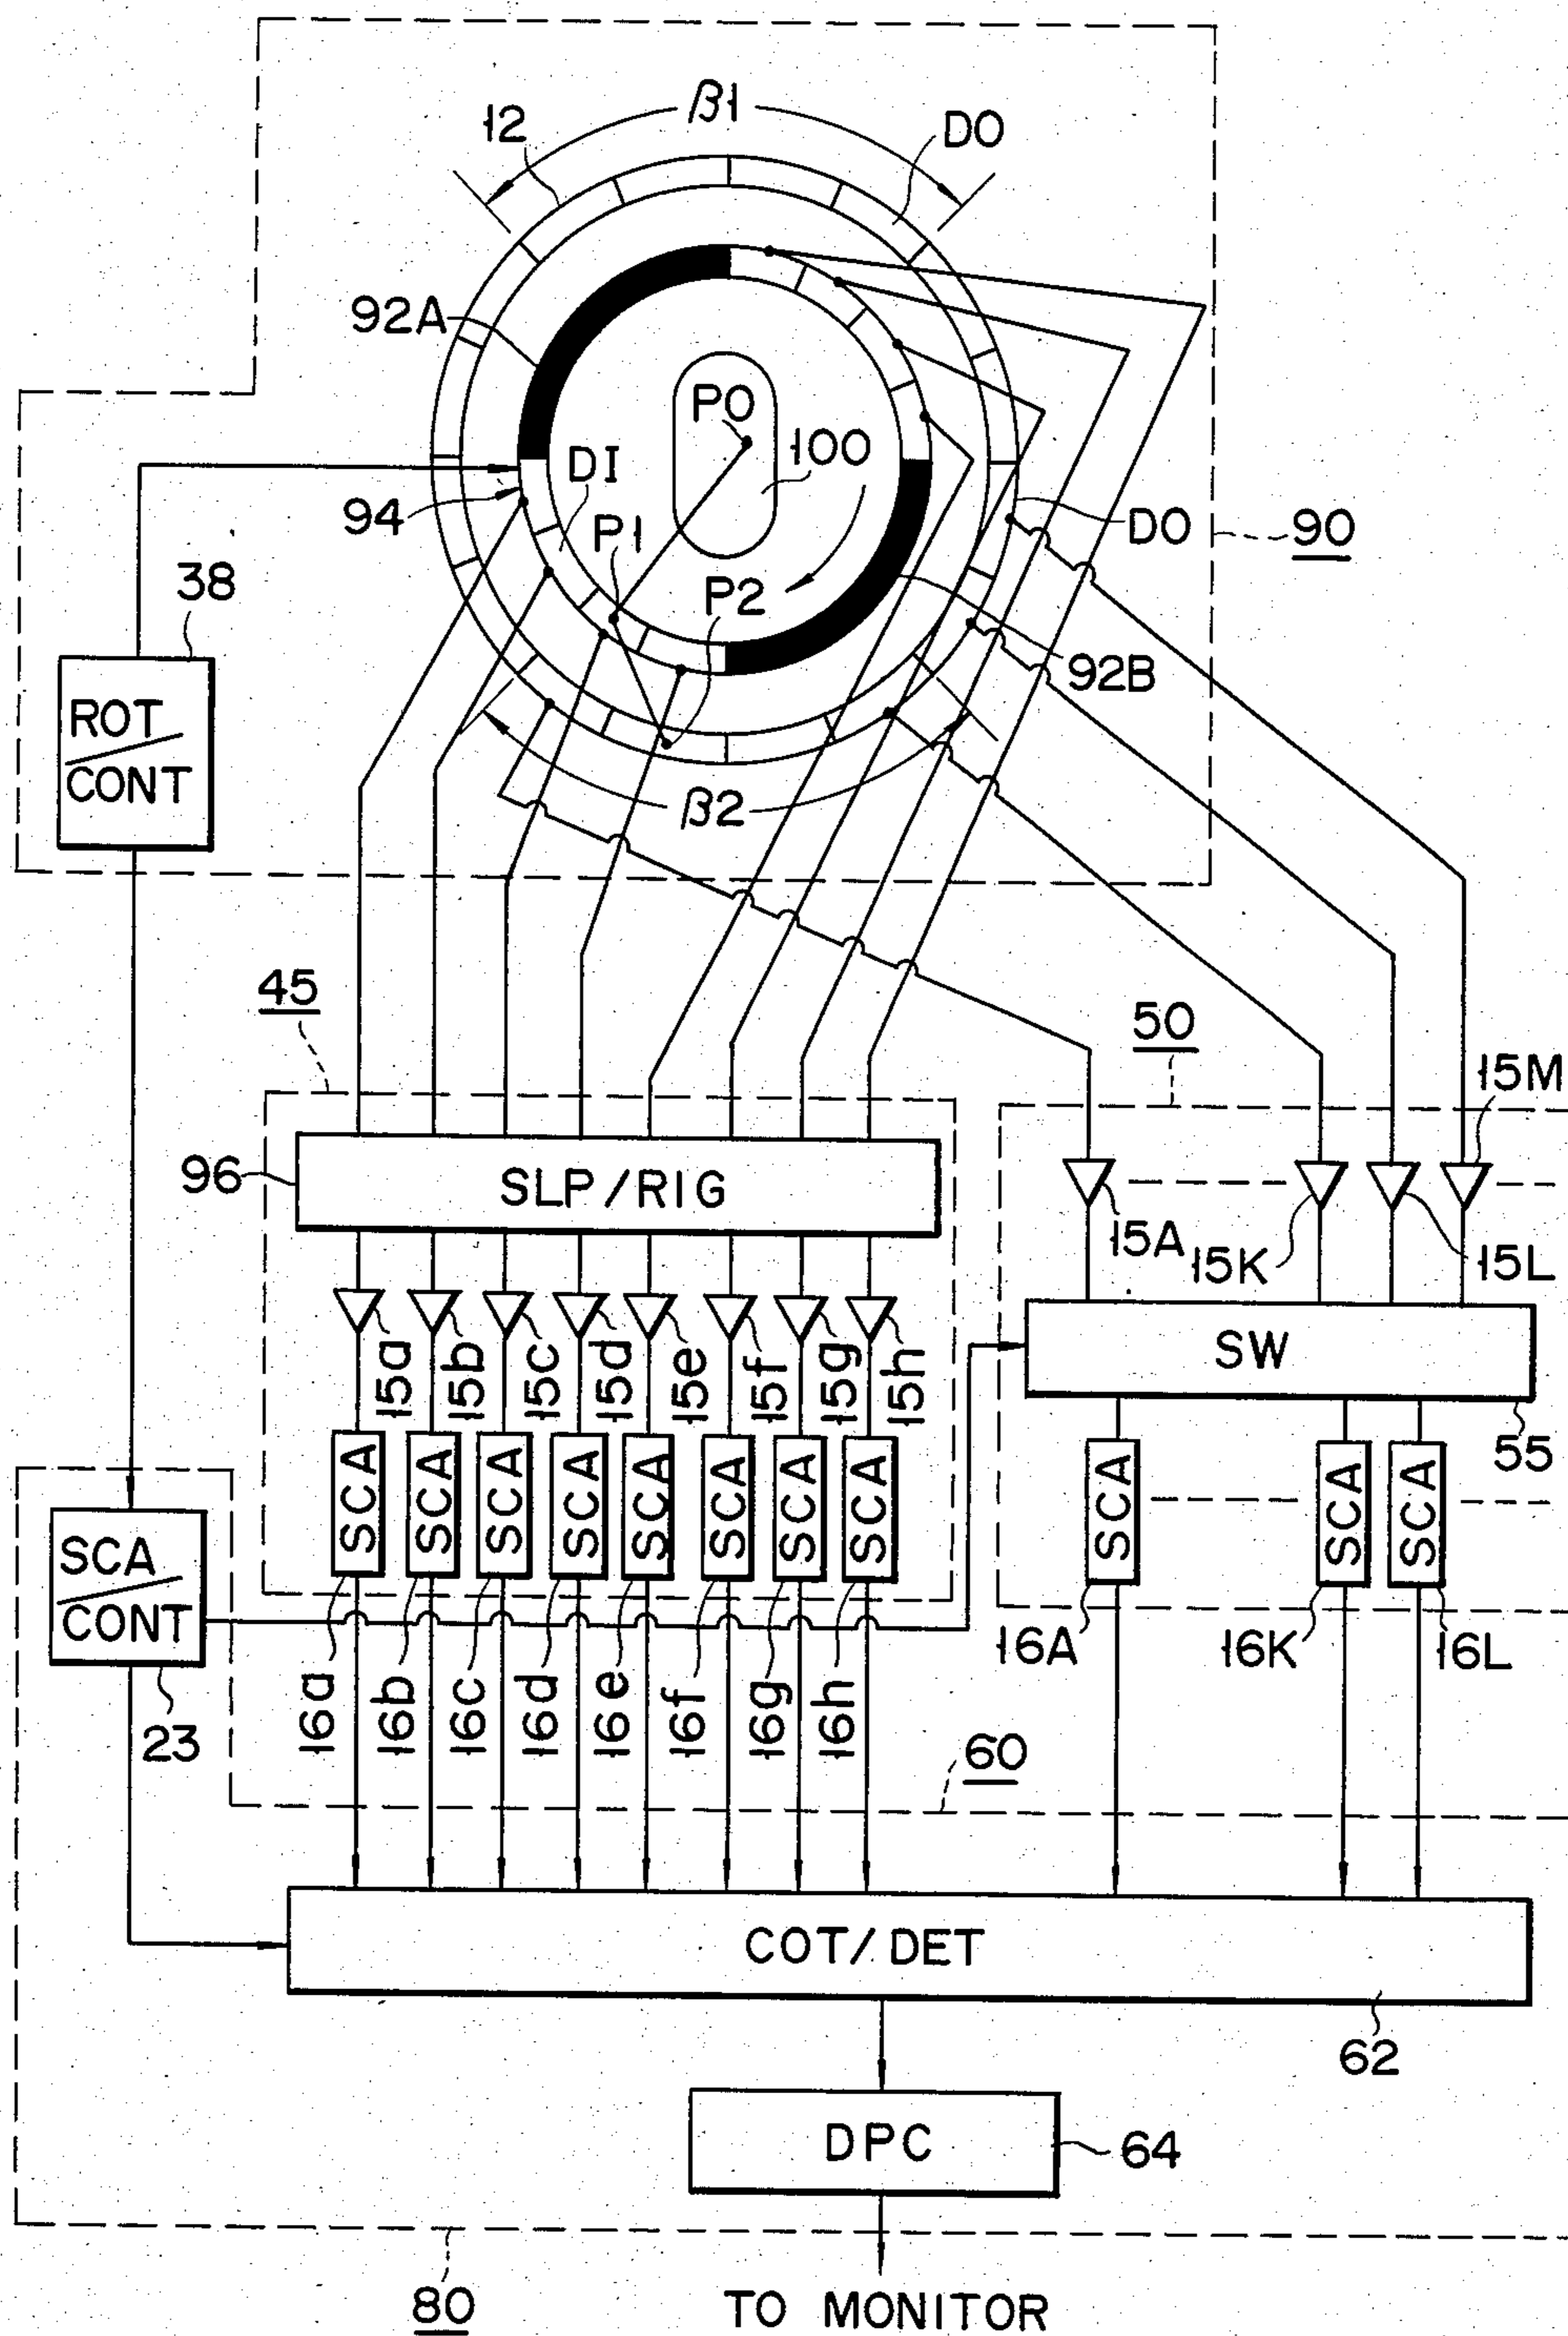 β1
12
DO
92A
PO
100
DI
94
P1
DO
90
P2
38
92B
ROT
/CONT
β2
45
50
15M
96
SLP/RIG
15A
15K
15L
SW
15a
15b
15c
15d
15e
15f
15g
15h
55
SCA
SCA
SCA
SCA
SCA
SCA
SCA
SCA
SCA
SCA
SCA
SCA
/CONT
16A
16K
16L
16a
16b
16c
16d
16e
16f
16g
16h
23
60
COT/DET
62
DPC
64
80
TO MONITOR